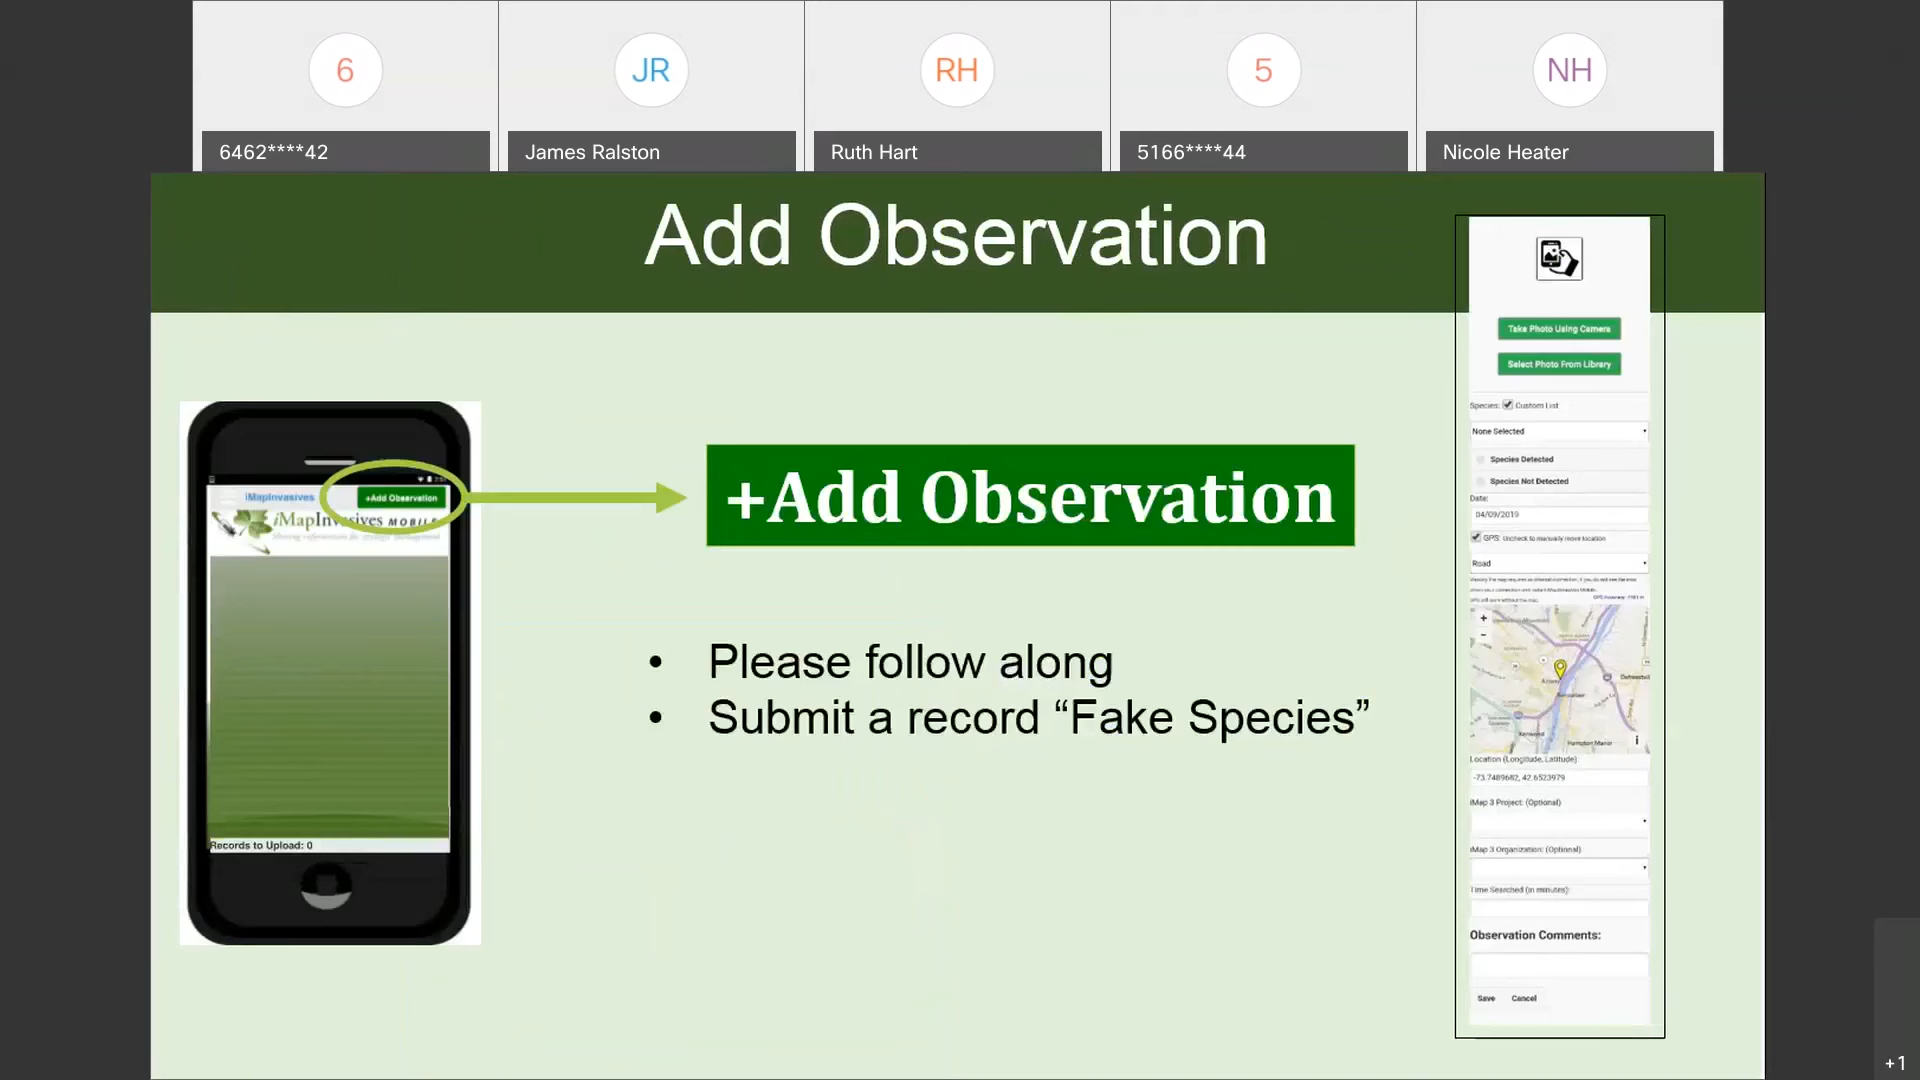 6
JR
RH
5
NH
6462****42
James Ralston
Ruth Hart
5166****44
Nicole Heater
Add Observation
iMapInvasives
+Add Observation
iMapInvasives MOBILE
Records to Upload: 0
+Add Observation
• Please follow along
• Submit a record “Fake Species”
Take Photo Using Camera
Select Photo From Library
Species: Custom List
None Selected
Species Detected
Species Not Detected
Date:
04/09/2019
GPS: Uncheck to manually move location
Road
+
-
Kenwood
Hampton Manor
i
Location (Longitude, Latitude):
-73.7489682, 42.6523979
iMap 3 Project: (Optional)
iMap 3 Organization: (Optional)
Time Searched (in minutes):
Observation Comments:
Save Cancel
+1